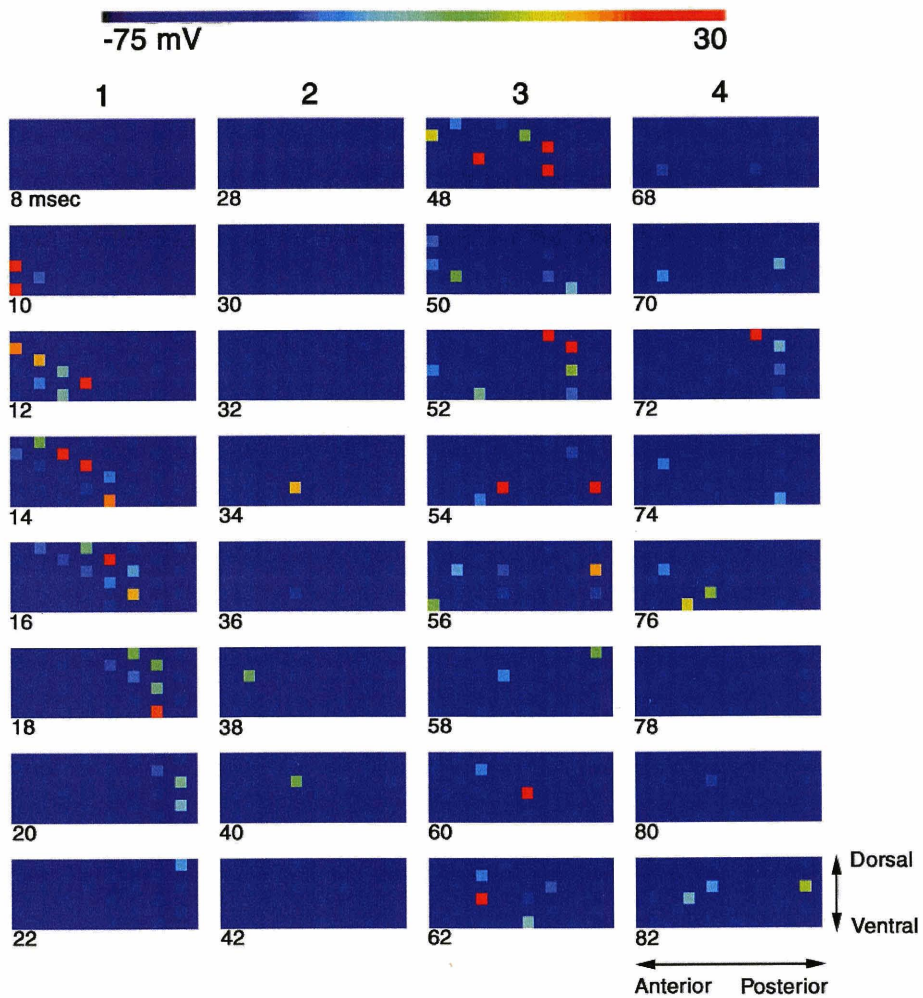 -75 mV 30
1 2 3 4
8 msec 28 48 68
10 30 50 70
12 32 52 72
14 34 54 74
16 36 56 76
18 38 58 78
20 40 60 80
Dorsal
Ventral
22 42 62 82
Anterior Posterior